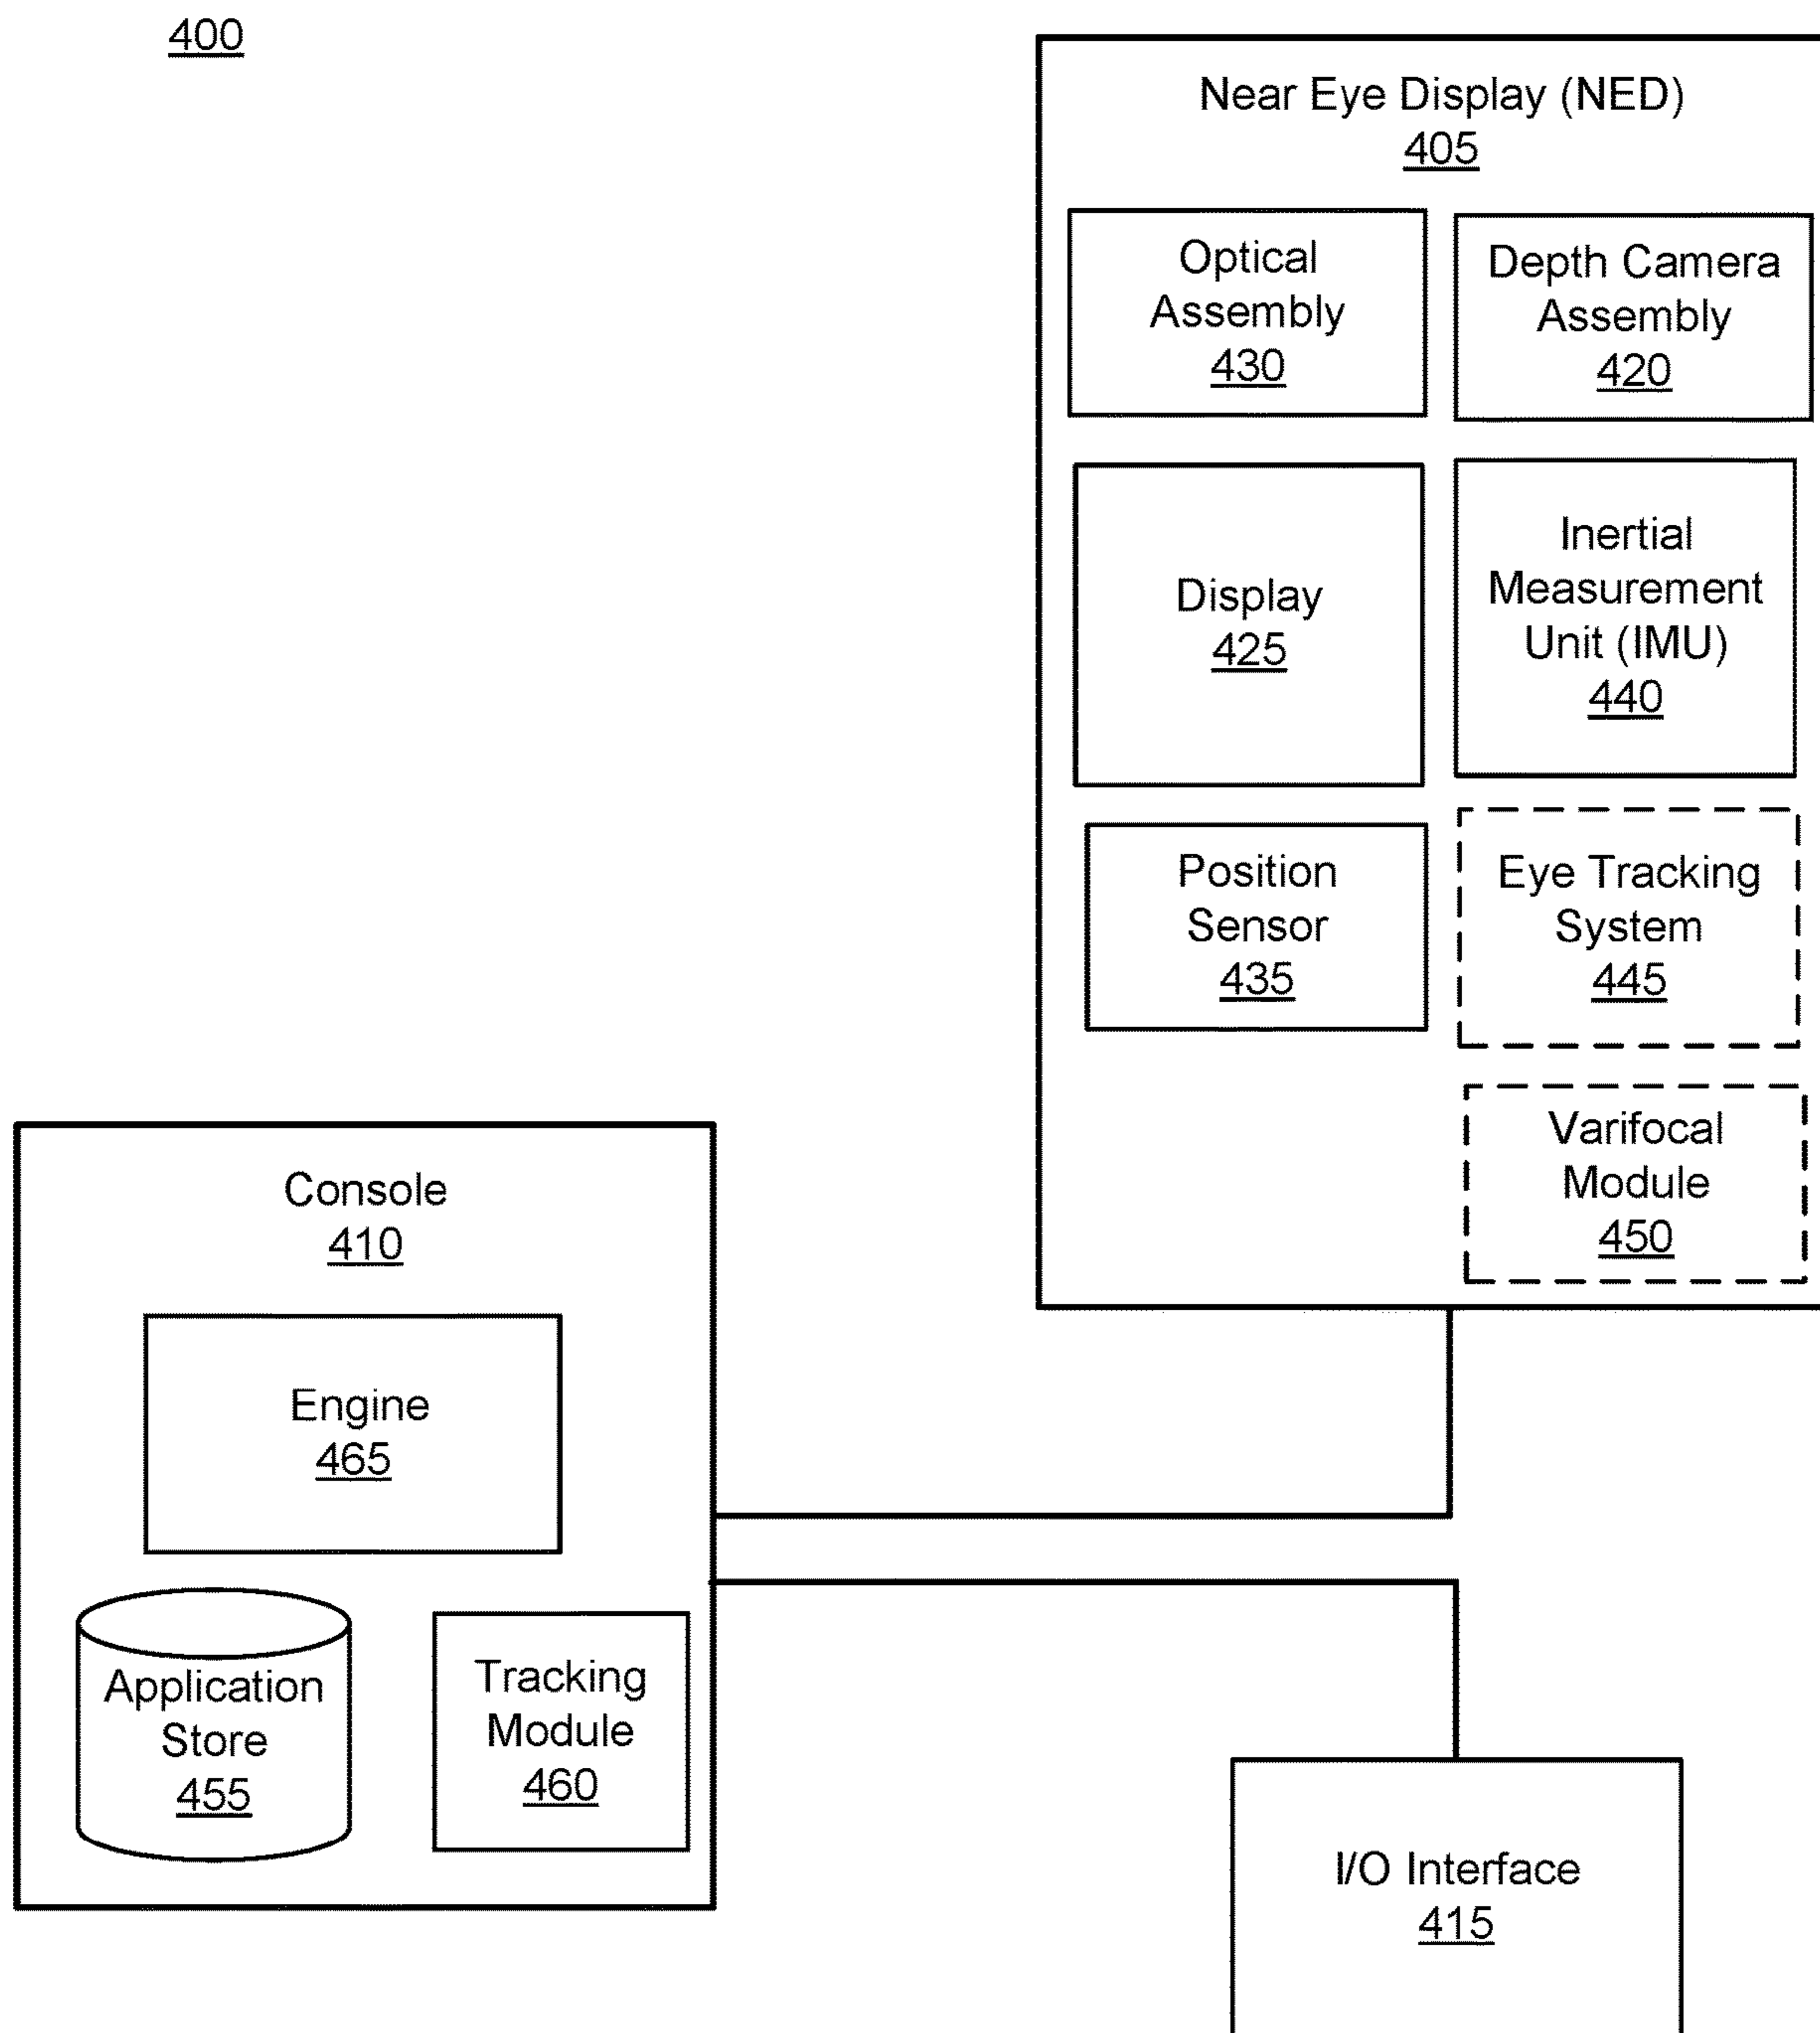 400
Near Eye Display (NED)
405
Optical
Assembly
430
Depth Camera
Assembly
420
Display
425
Inertial
Measurement
Unit (IMU)
440
Position
Sensor
435
Eye Tracking
System
445
Varifocal
Module
450
Console
410
Engine
465
Application
Store
455
Tracking
Module
460
I/O Interface
415